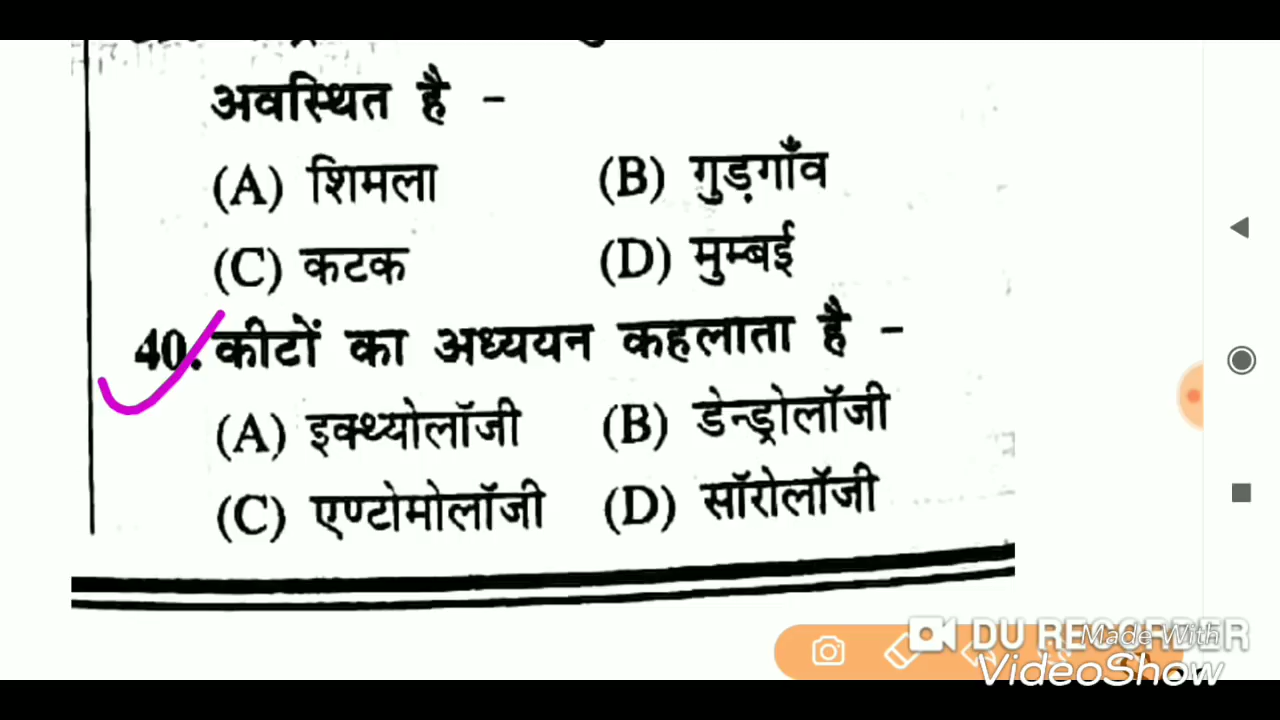 अवस्थित है -
(A) शिमला (B) गुड़गाँव
(C) कटक (D) मुम्बई
40. कीटों का अध्ययन कहलाता है -
(A) इक्थ्योलॉजी (B) डेन्ड्रोलॉजी
(C) एण्टोमोलॉजी (D) सॉरोलॉजी
DU RECORDER
Made With
VideoShow